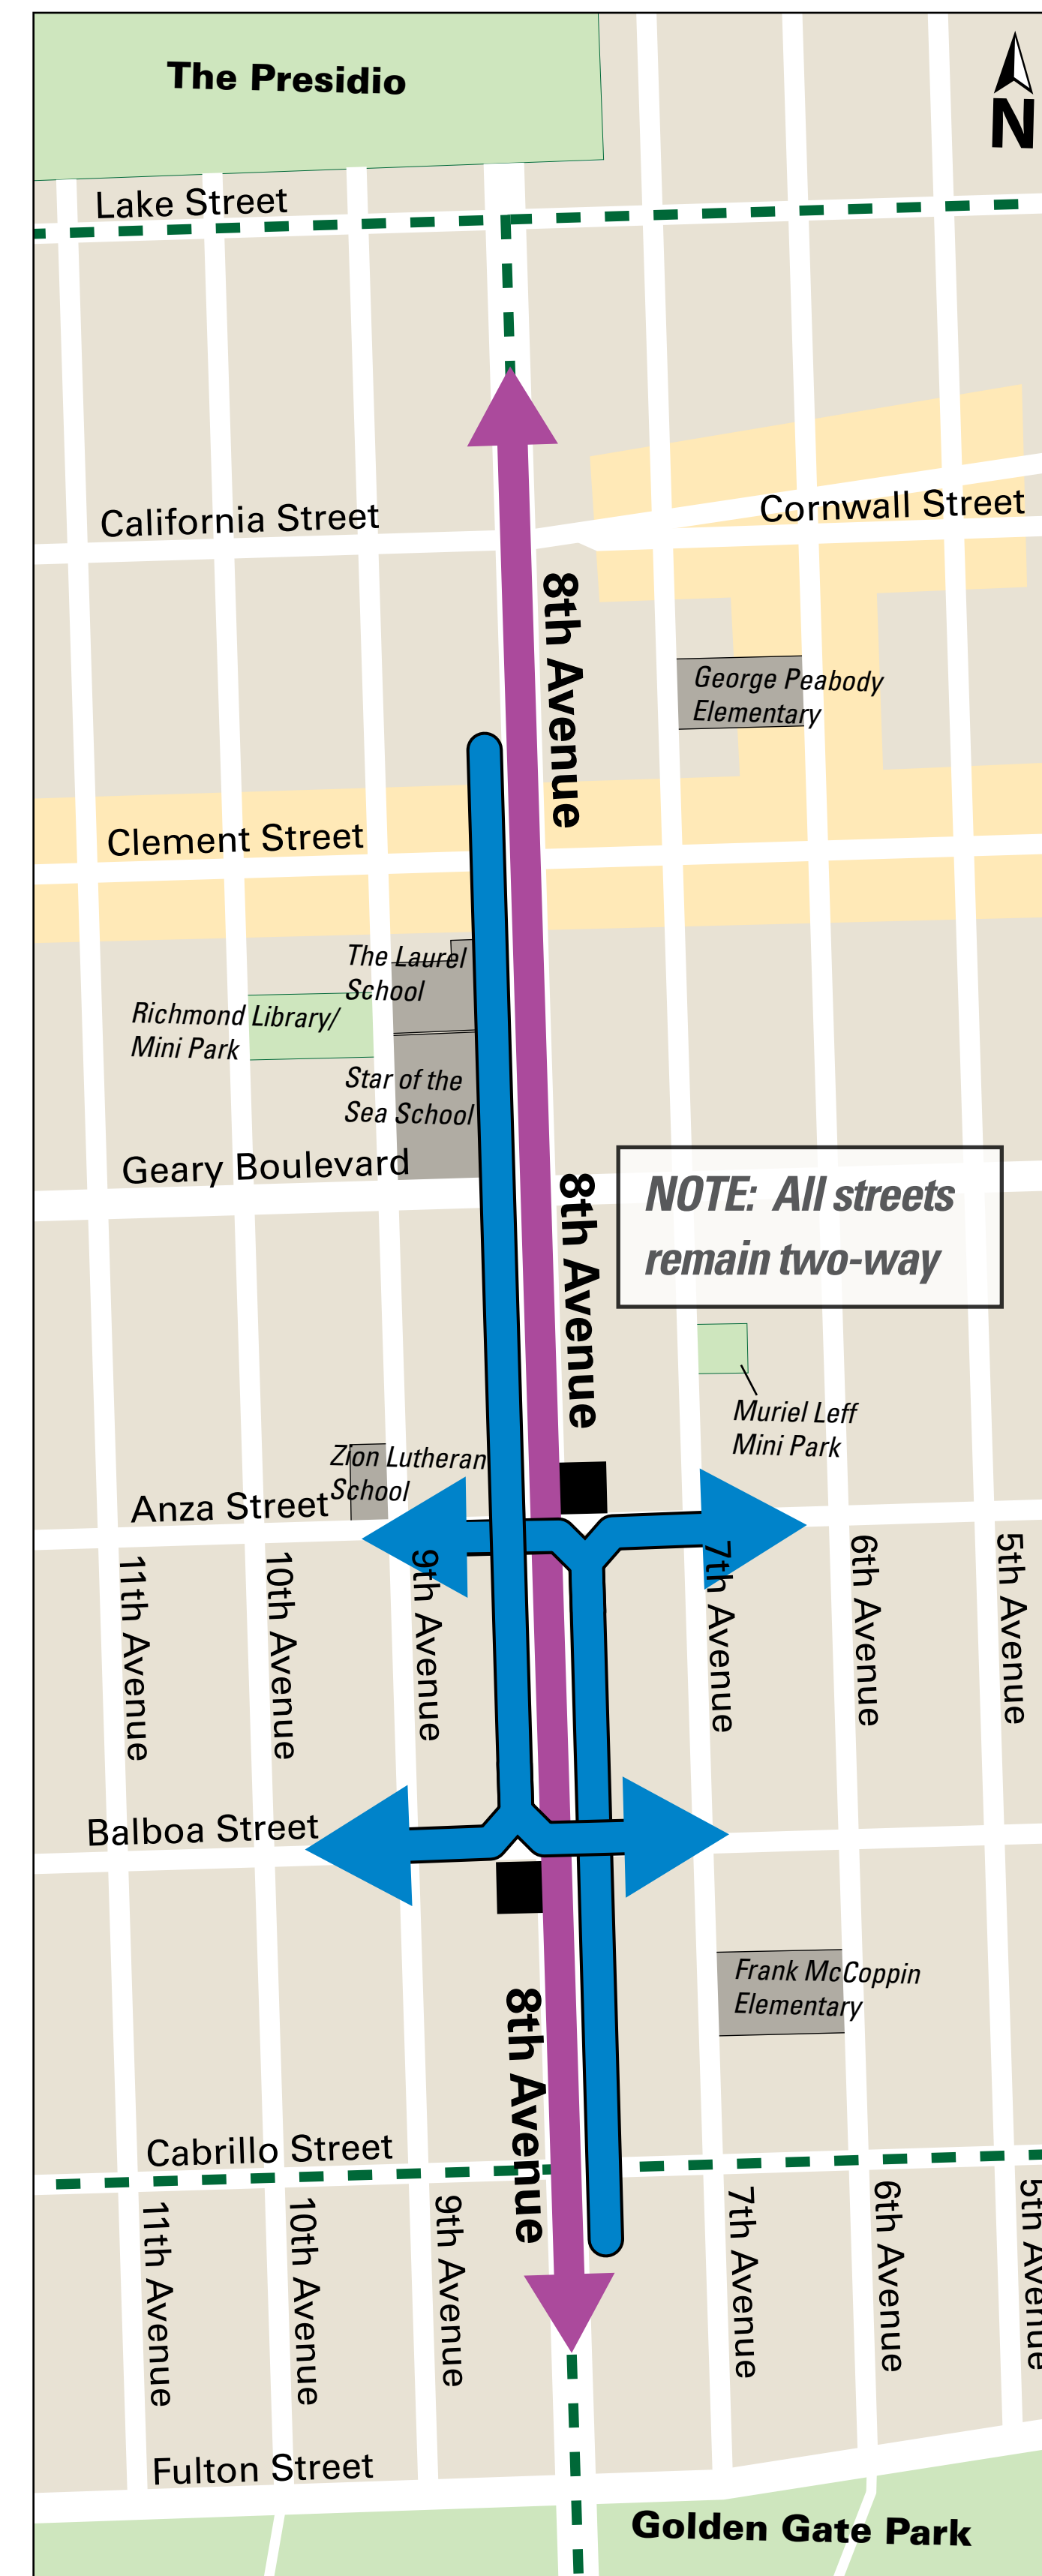 The Presidio
N
Lake Street
California Street
Cornwall Street
8th Avenue
George Peabody
Elementary
Clement Street
The Laurel
School
Richmond Library/
Mini Park
Star of the
Sea School
Geary Boulevard
8th Avenue
NOTE: All streets
remain two-way
Muriel Leff
Mini Park
Zion Lutheran
School
Anza Street
11th Avenue
10th Avenue
9th Avenue
7th Avenue
6th Avenue
5th Avenue
Balboa Street
Frank McCoppin
Elementary
8th Avenue
Cabrillo Street
11th Avenue
10th Avenue
9th Avenue
7th Avenue
6th Avenue
5th Avenue
Fulton Street
Golden Gate Park